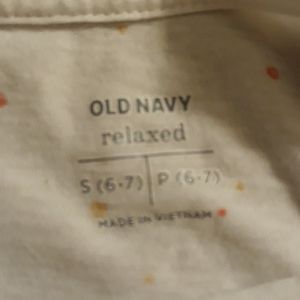 OLD NAVY
relaxed
S (6-7) P (6-7)
MADE IN VIETNAM